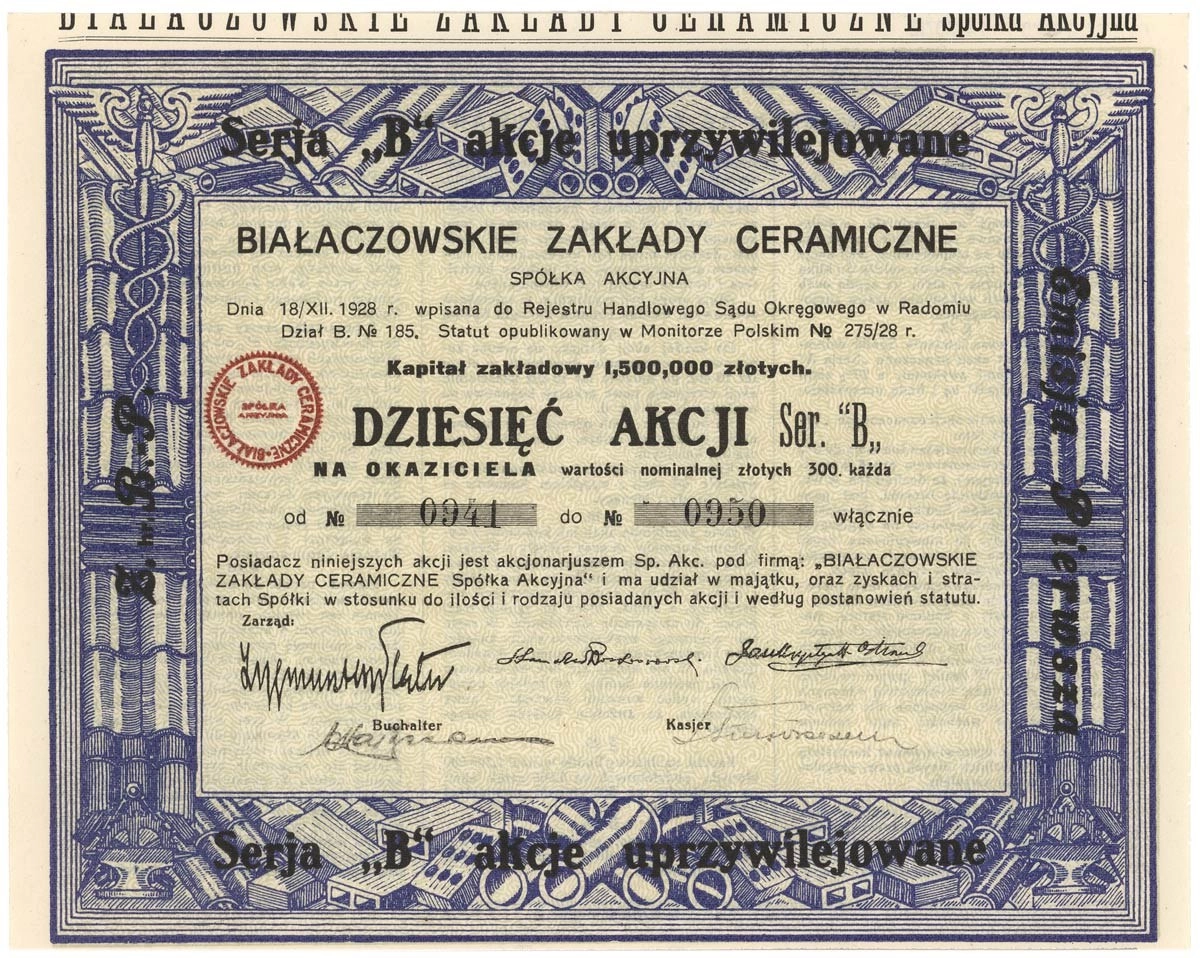 BIAŁACZOWSKIE ZAKŁADY CERAMICZNE Spółka Akcyjna
Serja „B“ akcje uprzywilejowane
BIAŁACZOWSKIE ZAKŁADY CERAMICZNE
SPÓŁKA AKCYJNA
Dnia 18/XII. 1928 r. wpisana do Rejestru Handlowego Sądu Okręgowego w Radomiu
Dział B. № 185. Statut opublikowany w Monitorze Polskim № 275/28 r.
Kapitał zakładowy 1,500,000 złotych.
BIAŁACZOWSKIE ZAKŁADY CERAMICZNE
SPÓŁKA
AKCYJNA
DZIESIĘĆ AKCJI Ser. “B„
NA OKAZICIELA wartości nominalnej złotych 300. każda
od № 0941 do № 0950 włącznie
Posiadacz niniejszych akcji jest akcjonarjuszem Sp. Akc. pod firmą: „BIAŁACZOWSKIE
ZAKŁADY CERAMICZNE Spółka Akcyjna“ i ma udział w majątku, oraz zyskach i stra-
tach Spółki w stosunku do ilości i rodzaju posiadanych akcji i według postanowień statutu.
Zarząd:
Buchalter
Kasjer
Z. hr. B.-P.
Emisja Pierwsza
Serja „B“ akcje uprzywilejowane